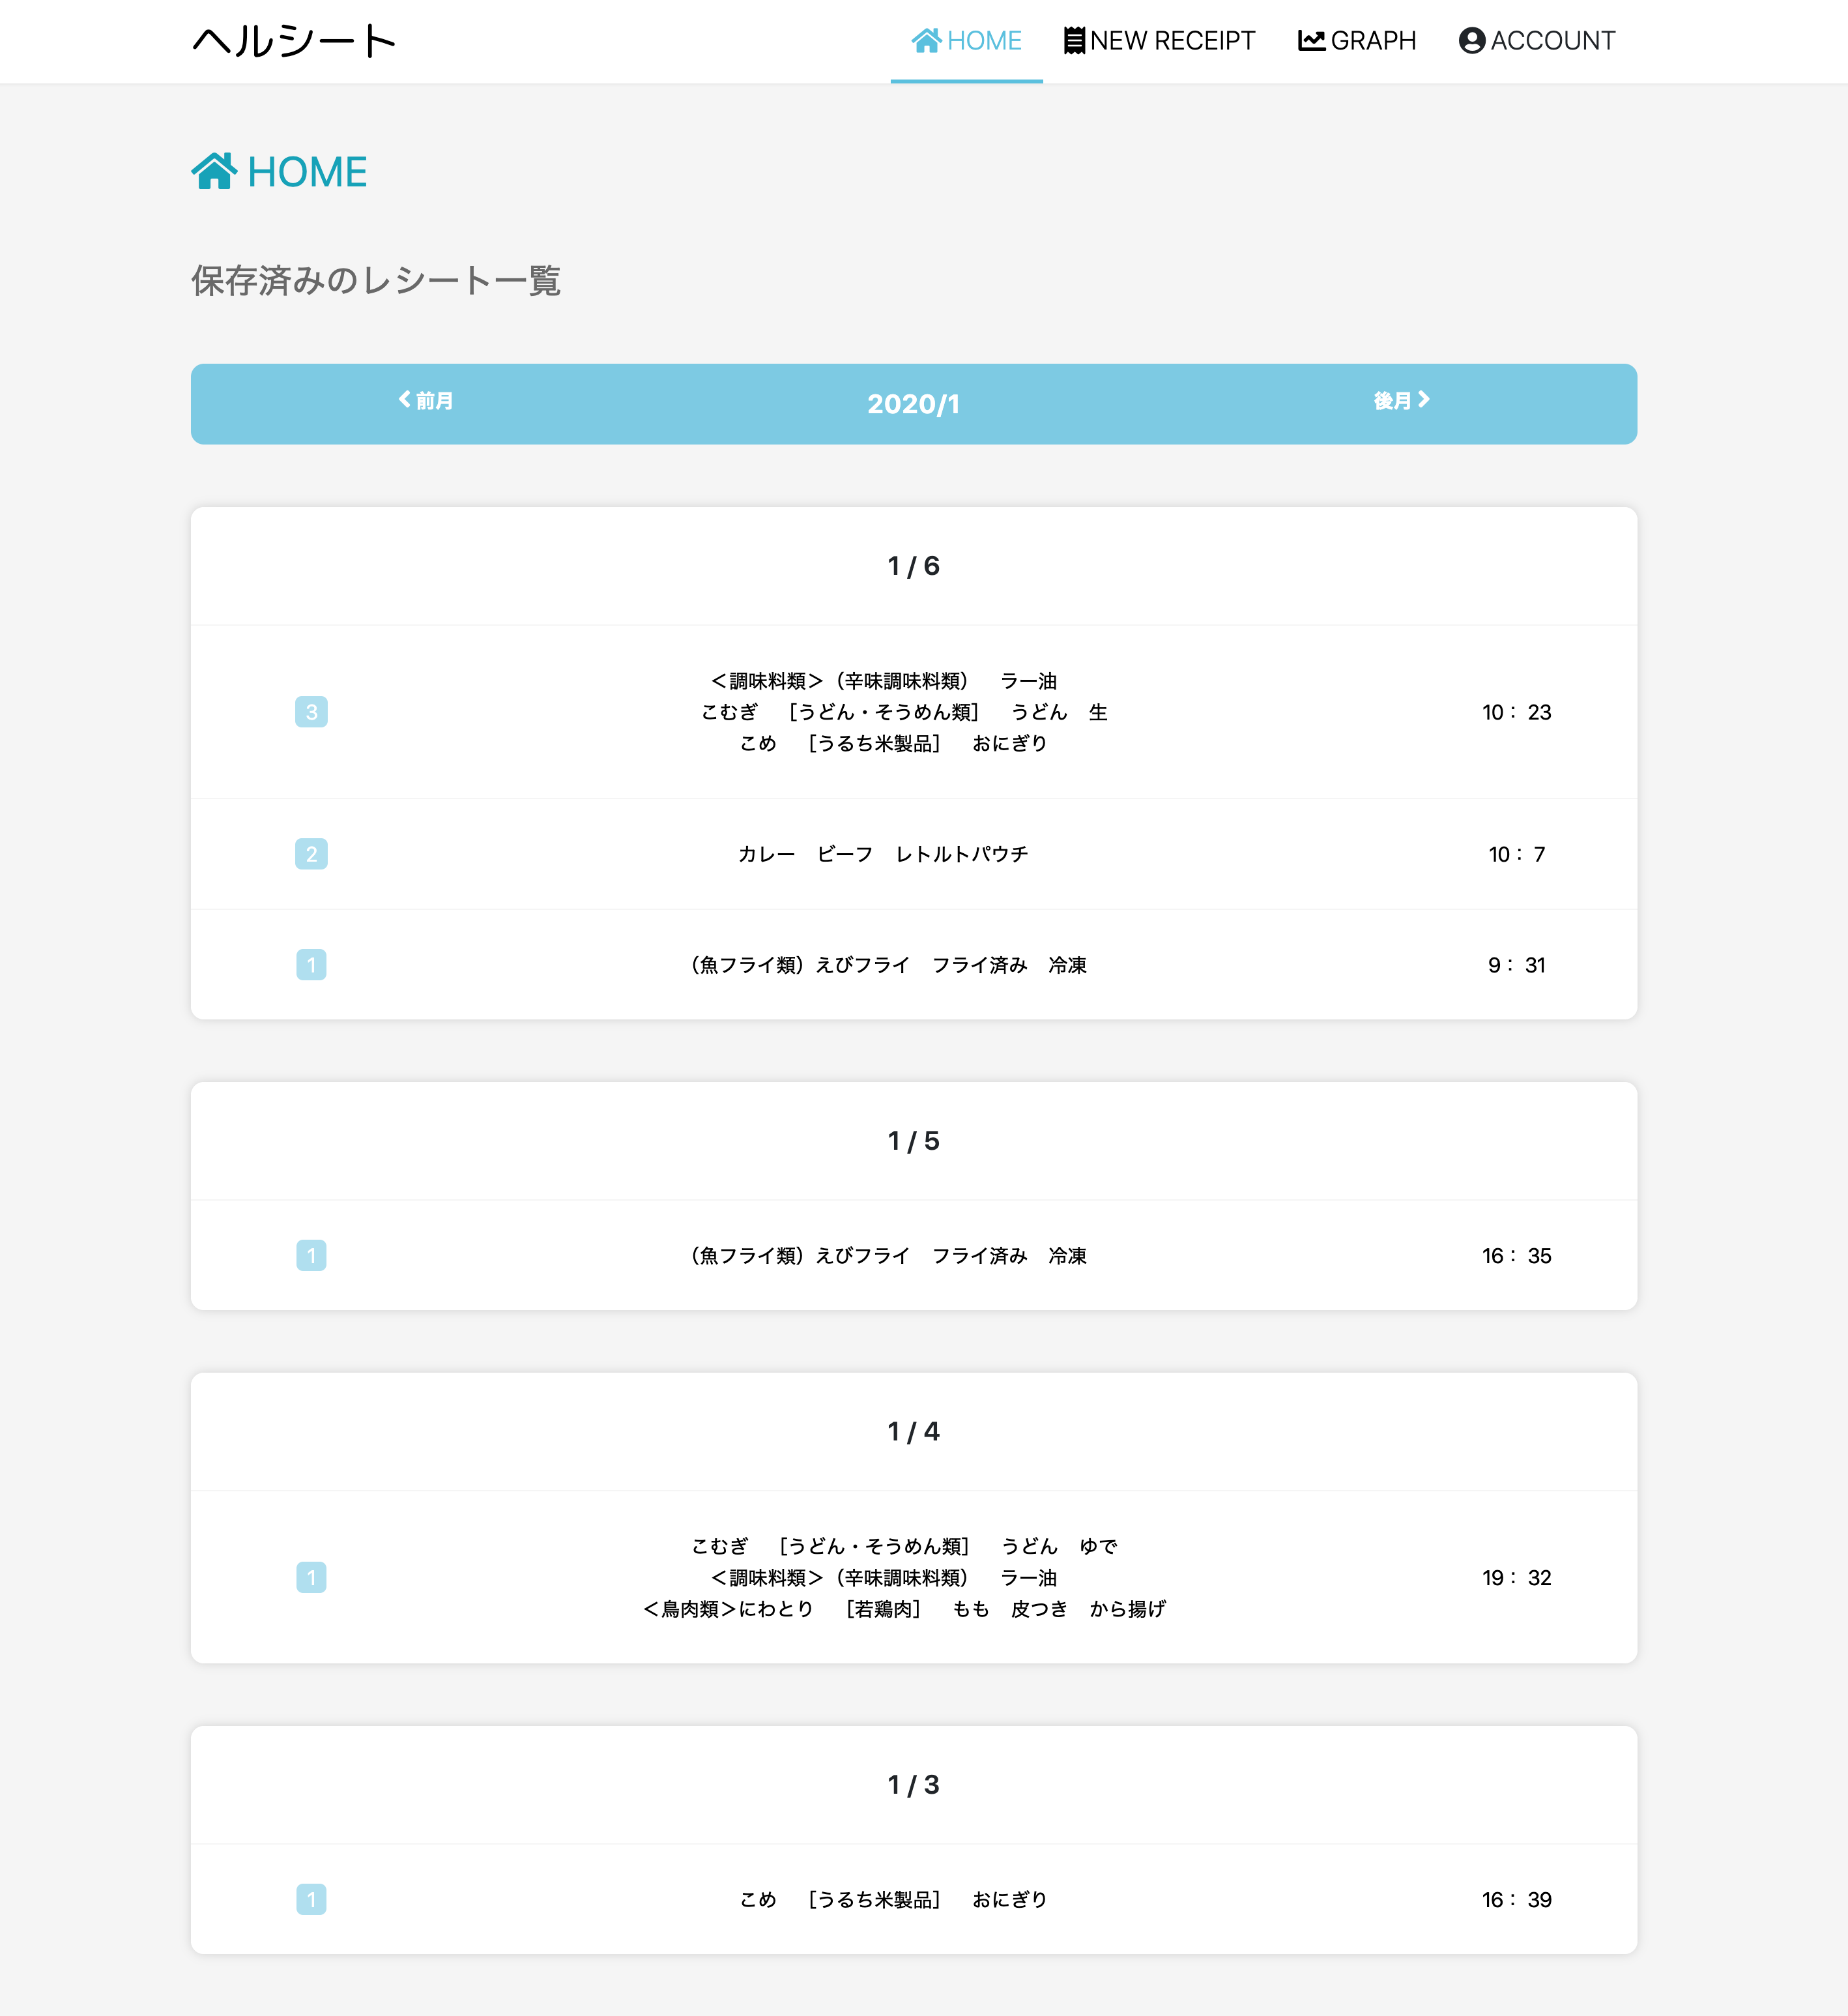 ヘルシート
HOME
NEW RECEIPT
GRAPH
ACCOUNT
HOME
保存済みのレシート一覧
前月
2020/1
後月
1 / 6
3
＜調味料類＞（辛味調味料類）　ラー油
こむぎ　［うどん・そうめん類］　うどん　生
こめ　［うるち米製品］　おにぎり
10： 23
2
カレー　ビーフ　レトルトパウチ
10： 7
1
（魚フライ類）えびフライ　フライ済み　冷凍
9： 31
1 / 5
1
（魚フライ類）えびフライ　フライ済み　冷凍
16： 35
1 / 4
1
こむぎ　［うどん・そうめん類］　うどん　ゆで
＜調味料類＞（辛味調味料類）　ラー油
＜鳥肉類＞にわとり　［若鶏肉］　もも　皮つき　から揚げ
19： 32
1 / 3
1
こめ　［うるち米製品］　おにぎり
16： 39